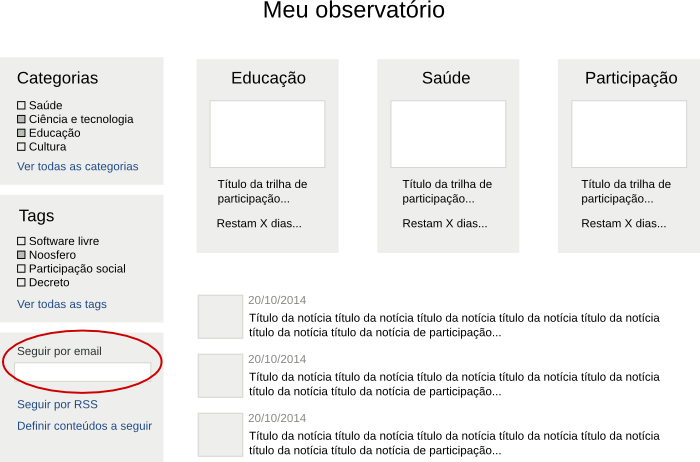 Meu observatório
Categorias
Saúde
Ciência e tecnologia
Educação
Cultura
Ver todas as categorias
Tags
Software livre
Noosfero
Participação social
Decreto
Ver todas as tags
Seguir por email
Seguir por RSS
Definir conteúdos a seguir
Educação
Título da trilha de
participação...
Restam X dias...
Saúde
Título da trilha de
participação...
Restam X dias...
Participação
Título da trilha de
participação...
Restam X dias...
20/10/2014
Título da notícia título da notícia título da notícia título da notícia título da notícia
título da notícia título da notícia de participação...
20/10/2014
Título da notícia título da notícia título da notícia título da notícia título da notícia
título da notícia título da notícia de participação...
20/10/2014
Título da notícia título da notícia título da notícia título da notícia título da notícia
título da notícia título da notícia de participação...